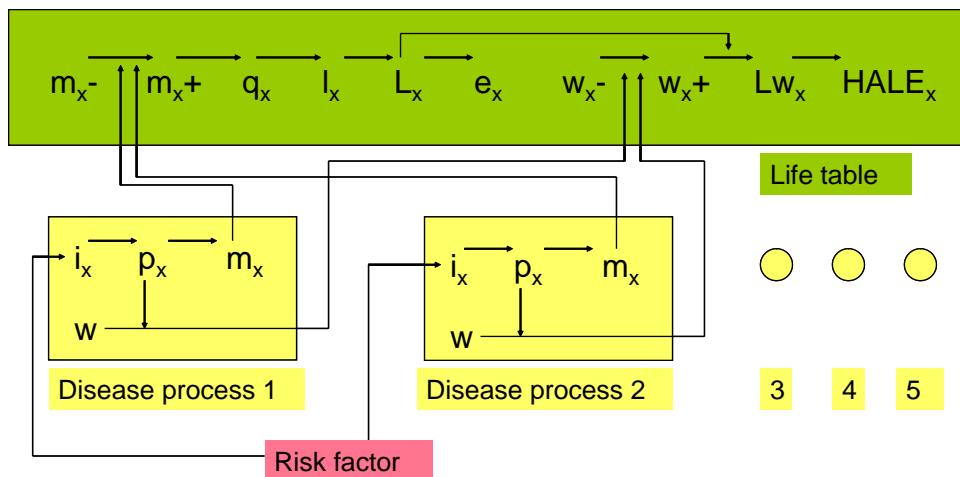 mₓ- mₓ+ qₓ lₓ Lₓ eₓ wₓ- wₓ+ Lwₓ HALEₓ
Life table
iₓ pₓ mₓ
w
Disease process 1
iₓ pₓ mₓ
w
Disease process 2
3 4 5
Risk factor